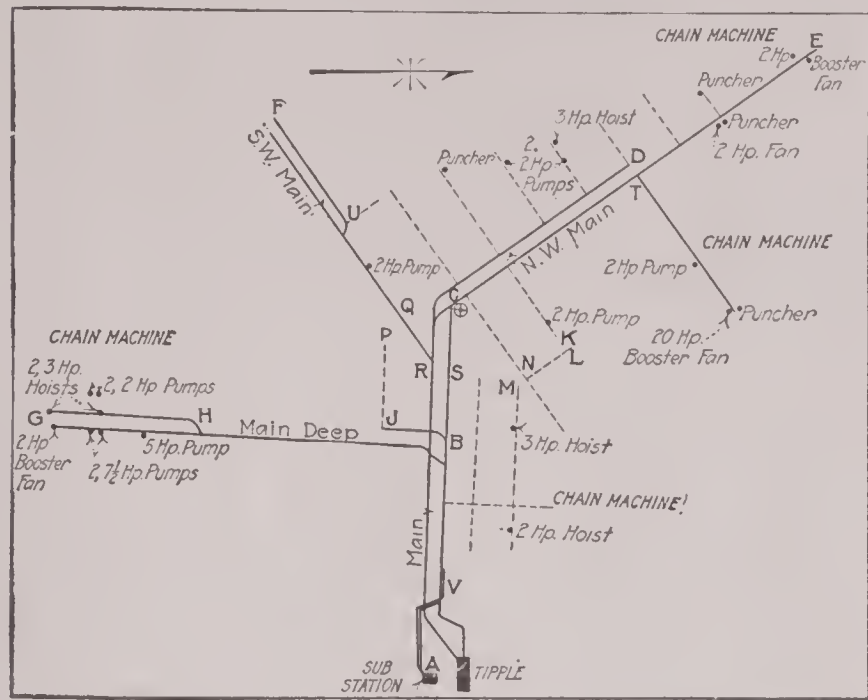 CHAIN MACHINE
E
2 Hp
Booster
Fan
Puncher
F
3 Hp. Hoist
Puncher
2 Hp. Fan
S.W. Main
Puncher
2.
2 Hp
Pumps
D
T
U
N.W. Main
CHAIN MACHINE
2 Hp Pump
2 Hp Pump
Q
C
Puncher
2 Hp. Pump
K
20 Hp.
Booster Fan
P
L
CHAIN MACHINE
R
S
N
M
2, 3 Hp.
Hoists
2, 2 Hp Pumps
G
H
J
Main Deep
B
3 Hp. Hoist
2 Hp
Booster
Fan
5 Hp. Pump
2, 7½ Hp. Pumps
CHAIN MACHINE
Main
2 Hp. Hoist
V
SUB
STATION
A
TIPPLE